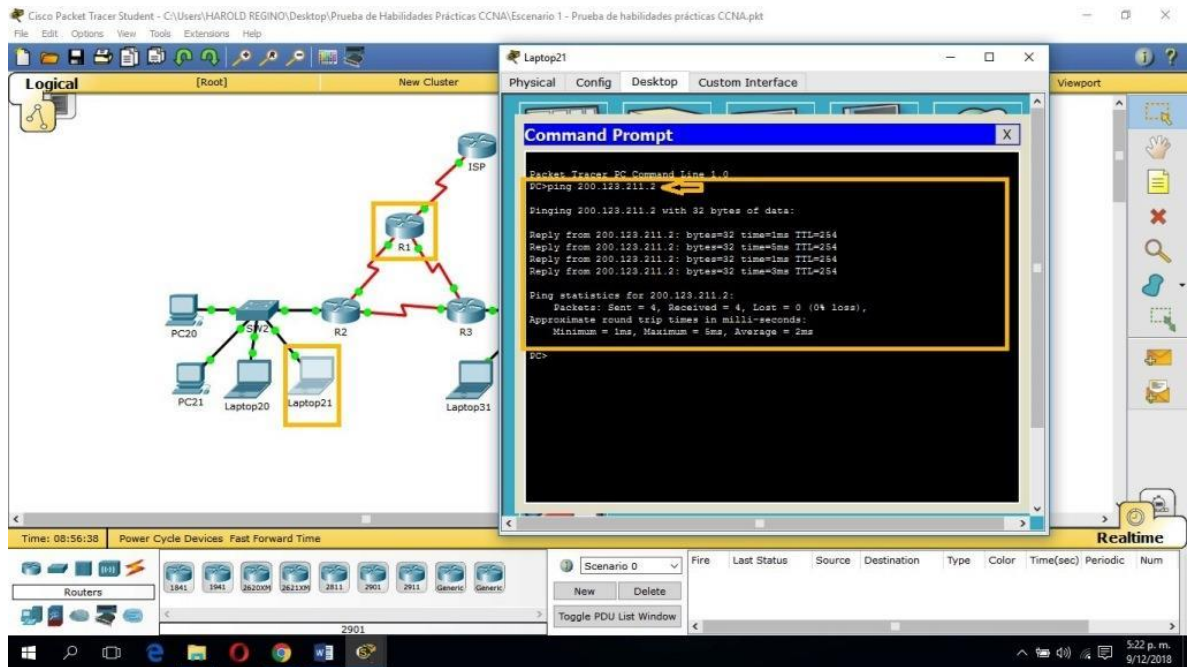 Cisco Packet Tracer Student - C:\Users\HAROLD REGINO\Desktop\Prueba de Habilidades Prácticas CCNA\Escenario 1 - Prueba de habilidades prácticas CCNA.pkt
File Edit Options View Tools Extensions Help
Logical [Root] New Cluster Viewport
ISP
R1
PC20
SW2
R2
R3
PC21
Laptop20
Laptop21
Laptop31
Laptop21
Physical Config Desktop Custom Interface
Command Prompt X
Packet Tracer PC Command Line 1.0
PC>ping 200.123.211.2
Pinging 200.123.211.2 with 32 bytes of data:
Reply from 200.123.211.2: bytes=32 time=1ms TTL=254
Reply from 200.123.211.2: bytes=32 time=5ms TTL=254
Reply from 200.123.211.2: bytes=32 time=1ms TTL=254
Reply from 200.123.211.2: bytes=32 time=3ms TTL=254
Ping statistics for 200.123.211.2:
Packets: Sent = 4, Received = 4, Lost = 0 (0% loss),
Approximate round trip times in milli-seconds:
Minimum = 1ms, Maximum = 5ms, Average = 2ms
PC>
Time: 08:56:38 Power Cycle Devices Fast Forward Time Realtime
Routers
1841 1941 2620XM 2621XM 2811 2901 2911 Generic Generic
2901
Scenario 0
New Delete
Toggle PDU List Window
Fire Last Status Source Destination Type Color Time(sec) Periodic Num
5:22 p. m.
9/12/2018